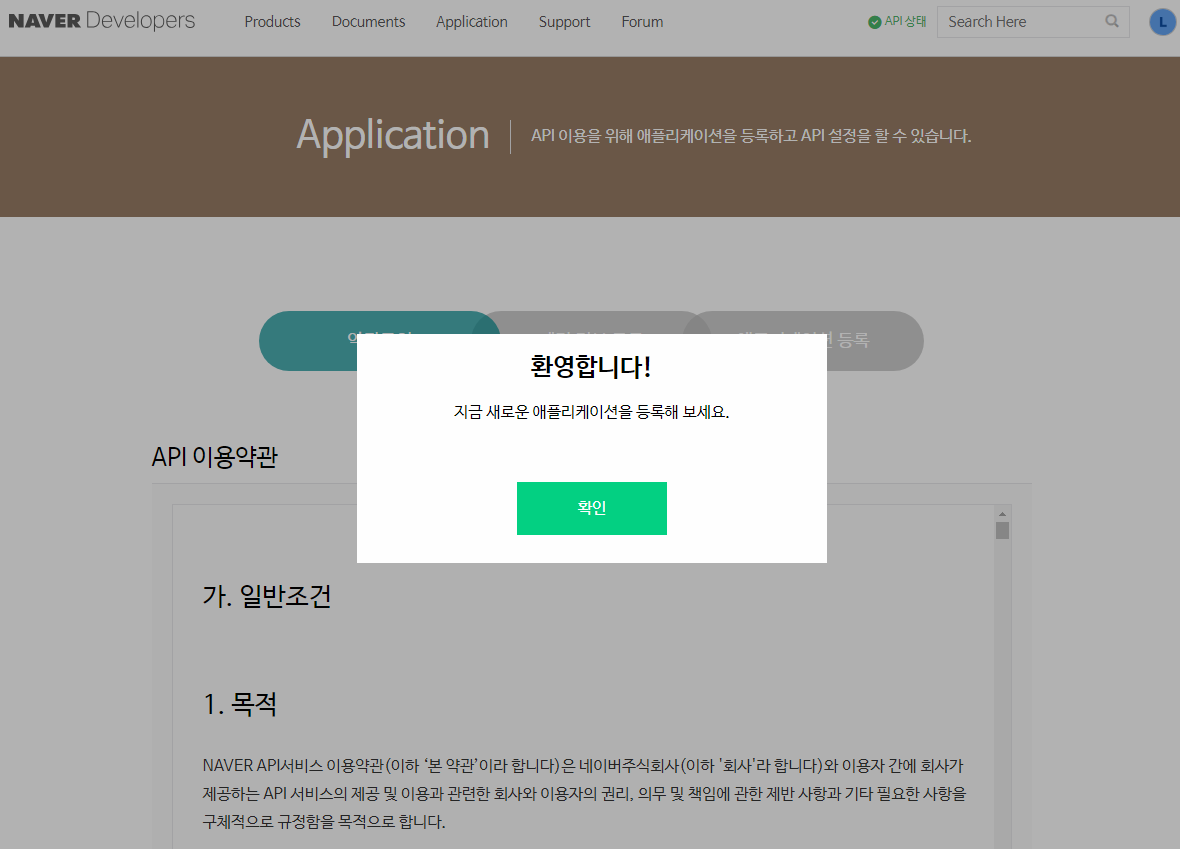 NAVER Developers Products Documents Application Support Forum API 상태 Search Here L
Application API 이용을 위해 애플리케이션을 등록하고 API 설정을 할 수 있습니다.
등록
환영합니다!
지금 새로운 애플리케이션을 등록해 보세요.
확인
API 이용약관
가. 일반조건
1. 목적
NAVER API서비스 이용약관(이하 ‘본 약관’이라 합니다)은 네이버주식회사(이하 '회사'라 합니다)와 이용자 간에 회사가
제공하는 API 서비스의 제공 및 이용과 관련한 회사와 이용자의 권리, 의무 및 책임에 관한 제반 사항과 기타 필요한 사항을
구체적으로 규정함을 목적으로 합니다.